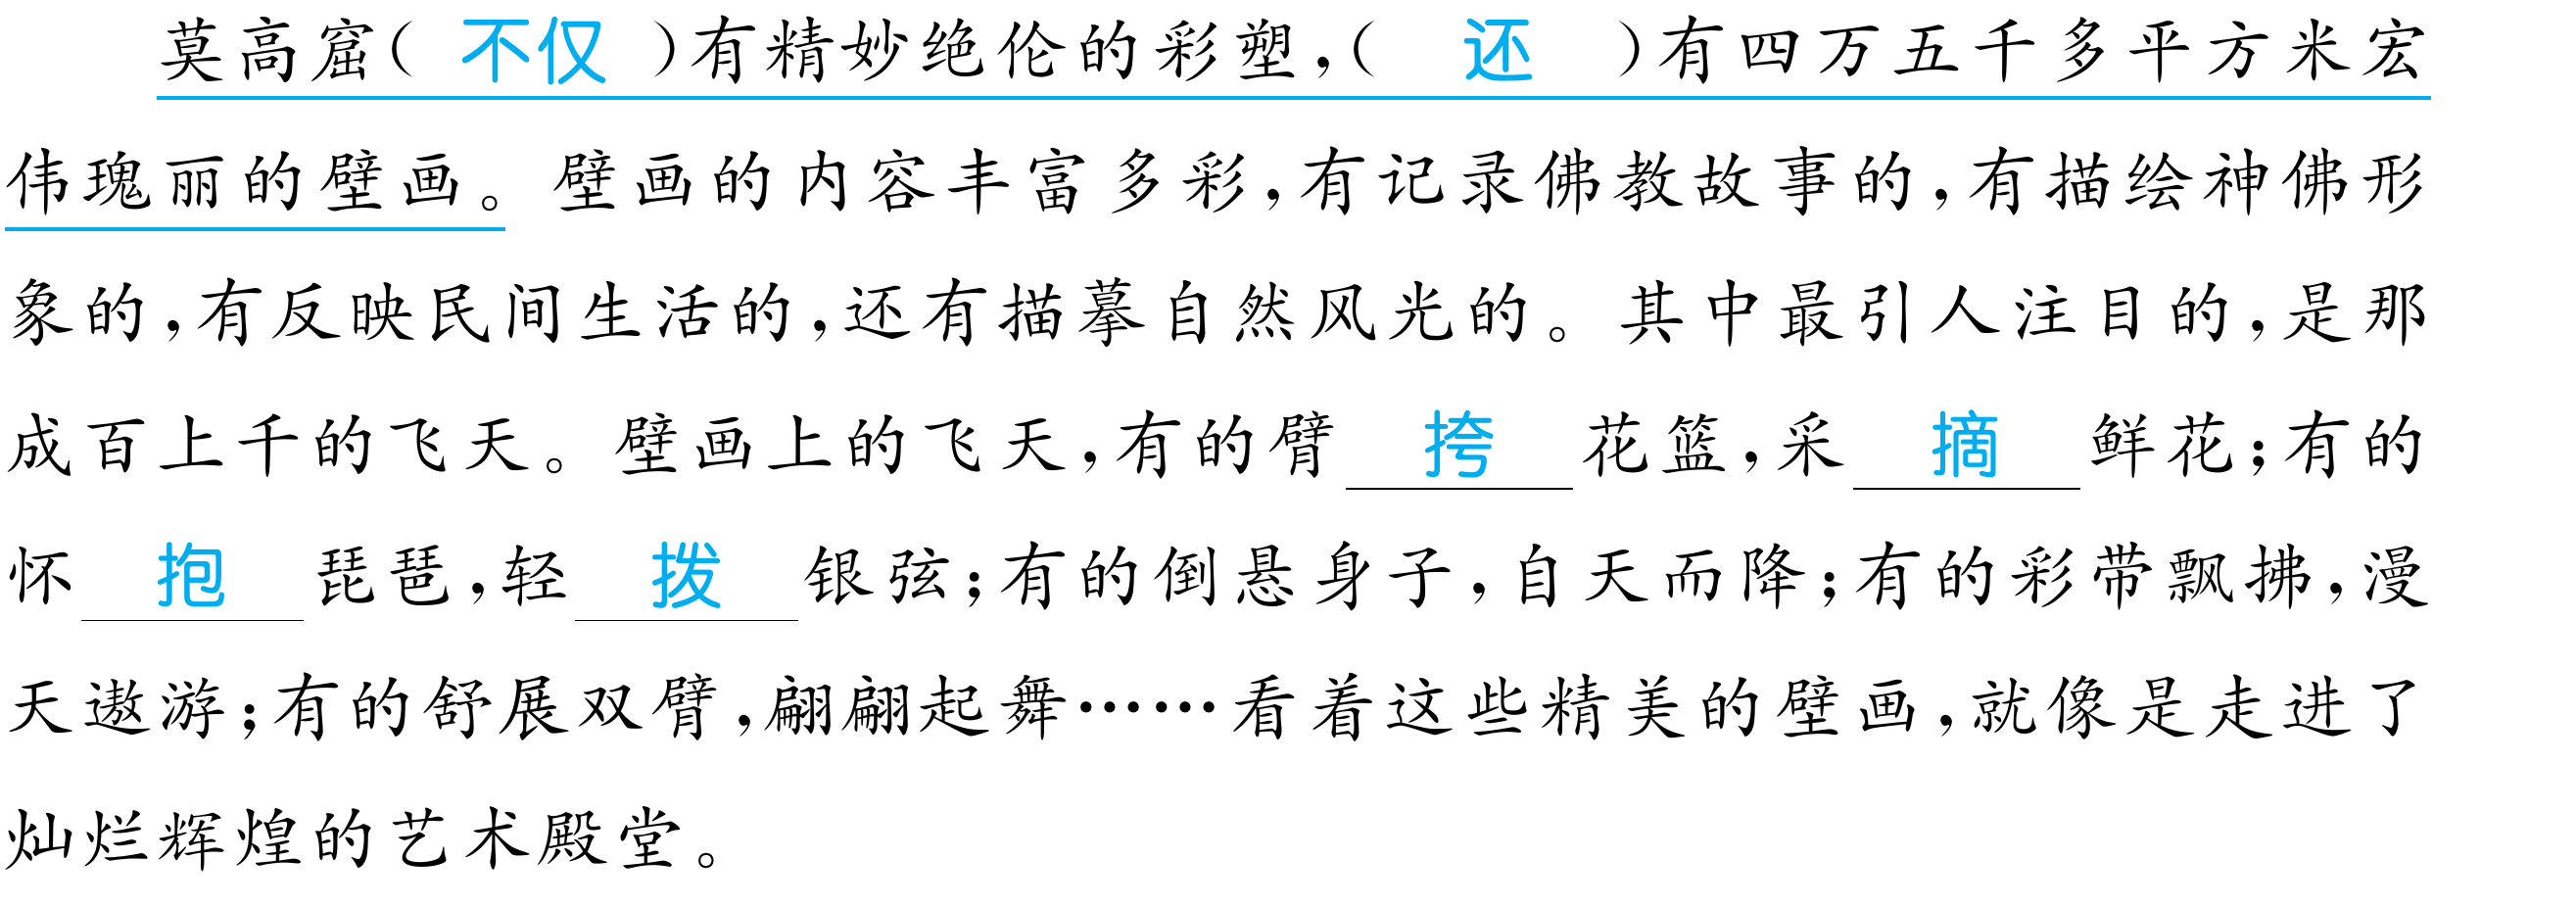 莫高窟( 不仅 )有精妙绝伦的彩塑,( 还 )有四万五千多平方米宏
伟瑰丽的壁画。壁画的内容丰富多彩,有记录佛教故事的,有描绘神佛形
象的,有反映民间生活的,还有描摹自然风光的。其中最引人注目的,是那
成百上千的飞天。壁画上的飞天,有的臂 挎 花篮,采 摘 鲜花;有的
怀 抱 琵琶,轻 拨 银弦;有的倒悬身子,自天而降;有的彩带飘拂,漫
天遨游;有的舒展双臂,翩翩起舞……看着这些精美的壁画,就像是走进了
灿烂辉煌的艺术殿堂。